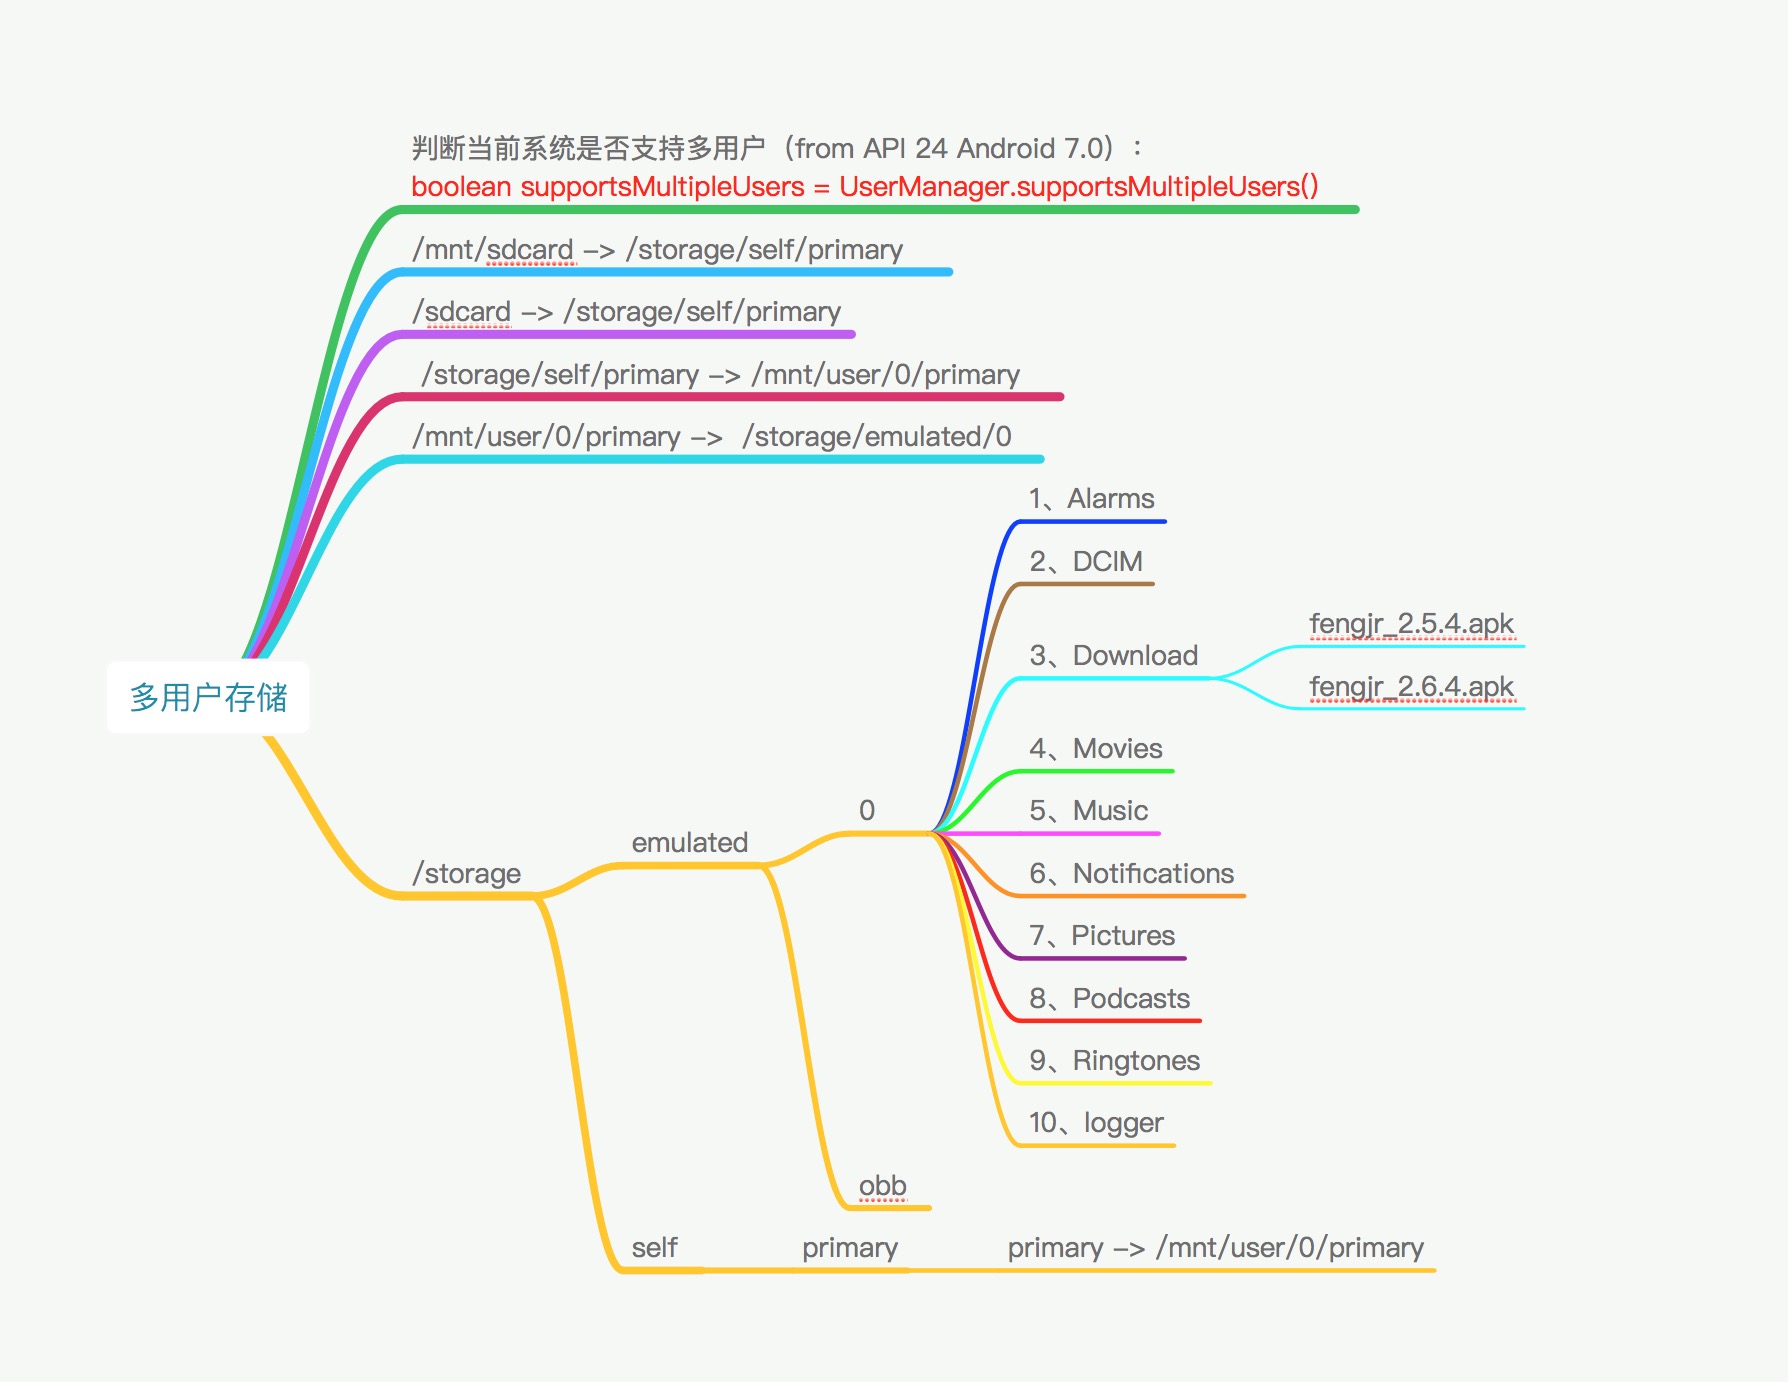 判断当前系统是否支持多用户（from API 24 Android 7.0）：
boolean supportsMultipleUsers = UserManager.supportsMultipleUsers()
/mnt/sdcard -> /storage/self/primary
/sdcard -> /storage/self/primary
/storage/self/primary -> /mnt/user/0/primary
/mnt/user/0/primary -> /storage/emulated/0
多用户存储
/storage
emulated
0
1、Alarms
2、DCIM
3、Download
fengjr_2.5.4.apk
fengjr_2.6.4.apk
4、Movies
5、Music
6、Notifications
7、Pictures
8、Podcasts
9、Ringtones
10、logger
obb
self
primary
primary -> /mnt/user/0/primary